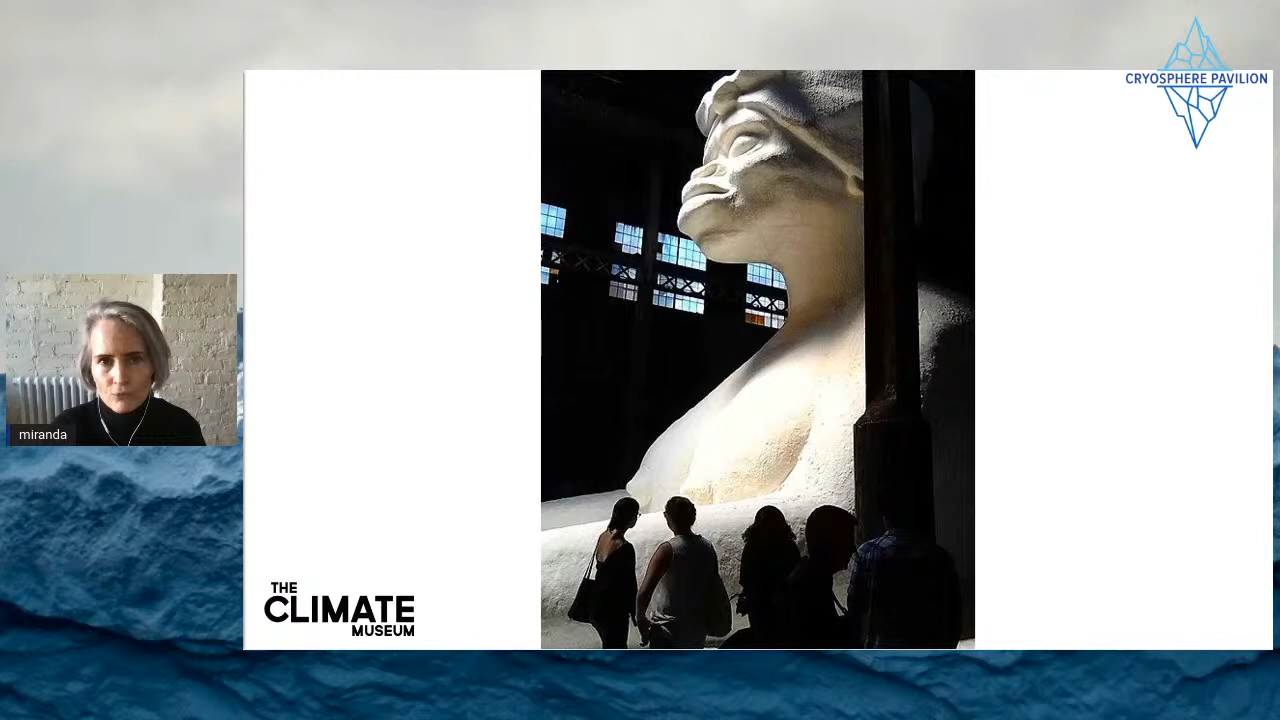 CRYOSPHERE PAVILION
miranda
THE
CLIMATE
MUSEUM